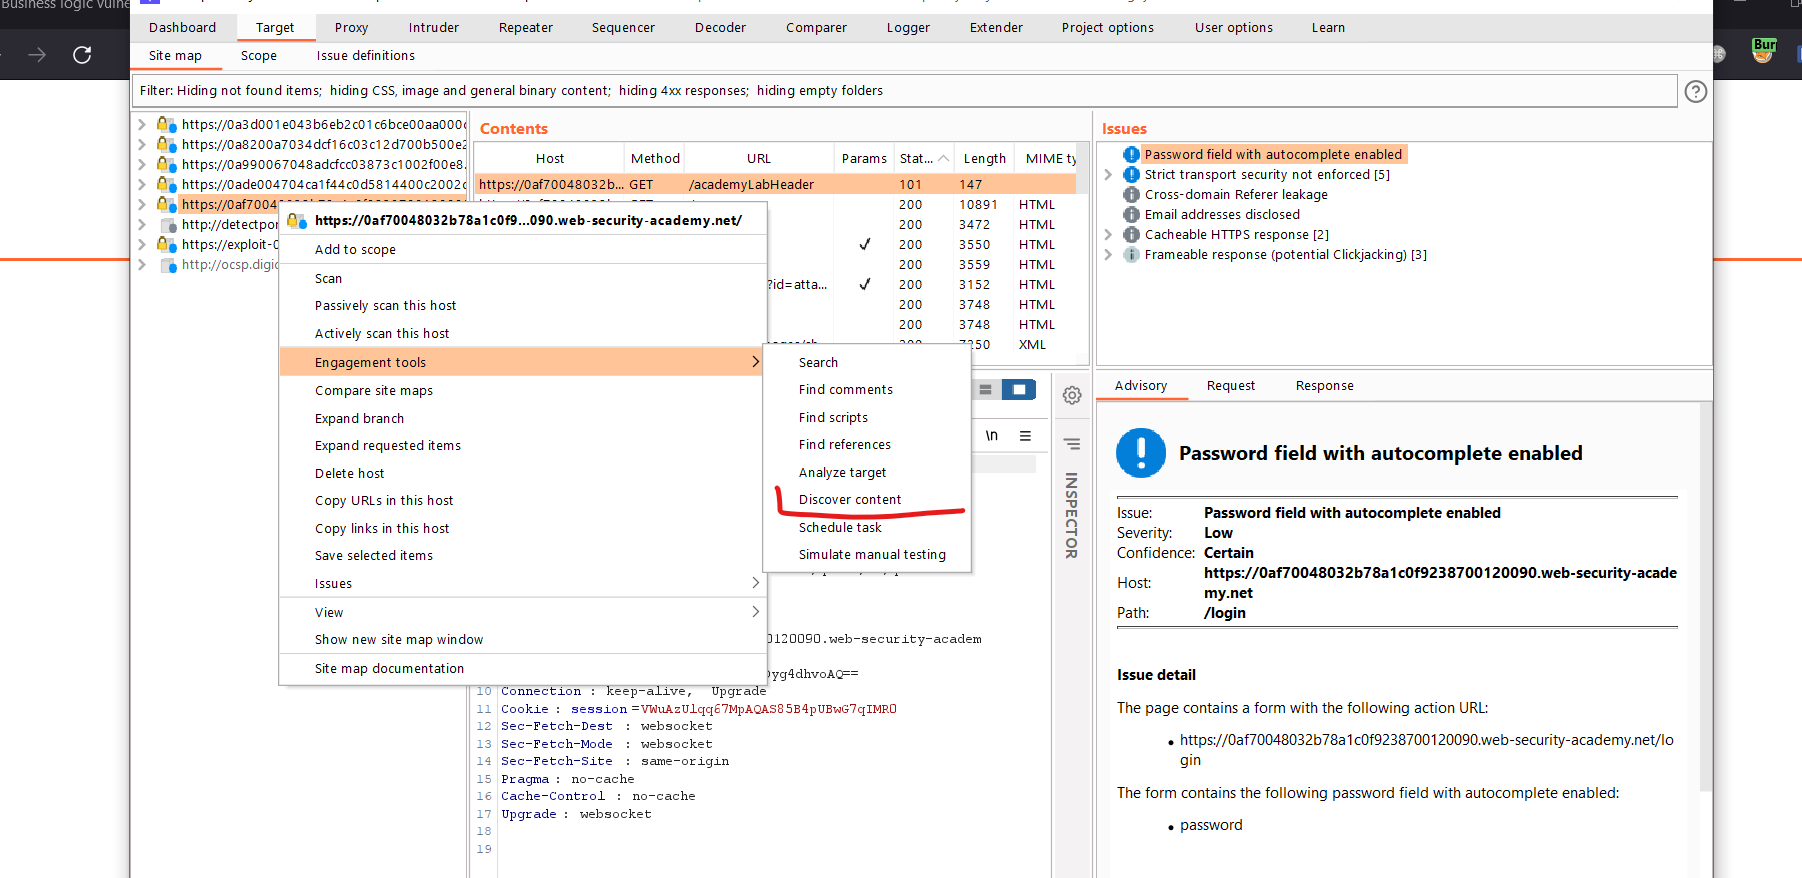 Business logic vulne
Dashboard Target Proxy Intruder Repeater Sequencer Decoder Comparer Logger Extender Project options User options Learn
Bur
Site map Scope Issue definitions
Filter: Hiding not found items; hiding CSS, image and general binary content; hiding 4xx responses; hiding empty folders
https://0a3d001e043b6eb2c01c6bce00aa000c
https://0a8200a7034dcf16c03c12d700b500e2
https://0a990067048adcfcc03873c1002f00e8.
https://0ade004704ca1f44c0d5814400c2002c
https://0af7004
http://detectpor
https://exploit-0
http://ocsp.digic
Contents
Host Method URL Params Stat... Length MIME ty
https://0af70048032b... GET /academyLabHeader 101 147
200 10891 HTML
200 3472 HTML
200 3550 HTML
200 3559 HTML
?id=atta... 200 3152 HTML
200 3748 HTML
200 3748 HTML
200 7250 XML
Issues
Password field with autocomplete enabled
Strict transport security not enforced [5]
Cross-domain Referer leakage
Email addresses disclosed
Cacheable HTTPS response [2]
Frameable response (potential Clickjacking) [3]
https://0af70048032b78a1c0f9...090.web-security-academy.net/
Add to scope
Scan
Passively scan this host
Actively scan this host
Engagement tools
Compare site maps
Expand branch
Expand requested items
Delete host
Copy URLs in this host
Copy links in this host
Save selected items
Issues
View
Show new site map window
Site map documentation
Search
Find comments
Find scripts
Find references
Analyze target
Discover content
Schedule task
Simulate manual testing
\n
INSPECTOR
0120090.web-security-academ
yg4dhvoAQ==
10 Connection : keep-alive, Upgrade
11 Cookie : session =VWuAzUlqq67MpAQAS85B4pUBwG7qIMRO
12 Sec-Fetch-Dest : websocket
13 Sec-Fetch-Mode : websocket
14 Sec-Fetch-Site : same-origin
15 Pragma : no-cache
16 Cache-Control : no-cache
17 Upgrade : websocket
18
19
Advisory Request Response
Password field with autocomplete enabled
Issue: Password field with autocomplete enabled
Severity: Low
Confidence: Certain
Host: https://0af70048032b78a1c0f9238700120090.web-security-acade
my.net
Path: /login
Issue detail
The page contains a form with the following action URL:
• https://0af70048032b78a1c0f9238700120090.web-security-academy.net/lo
gin
The form contains the following password field with autocomplete enabled:
• password